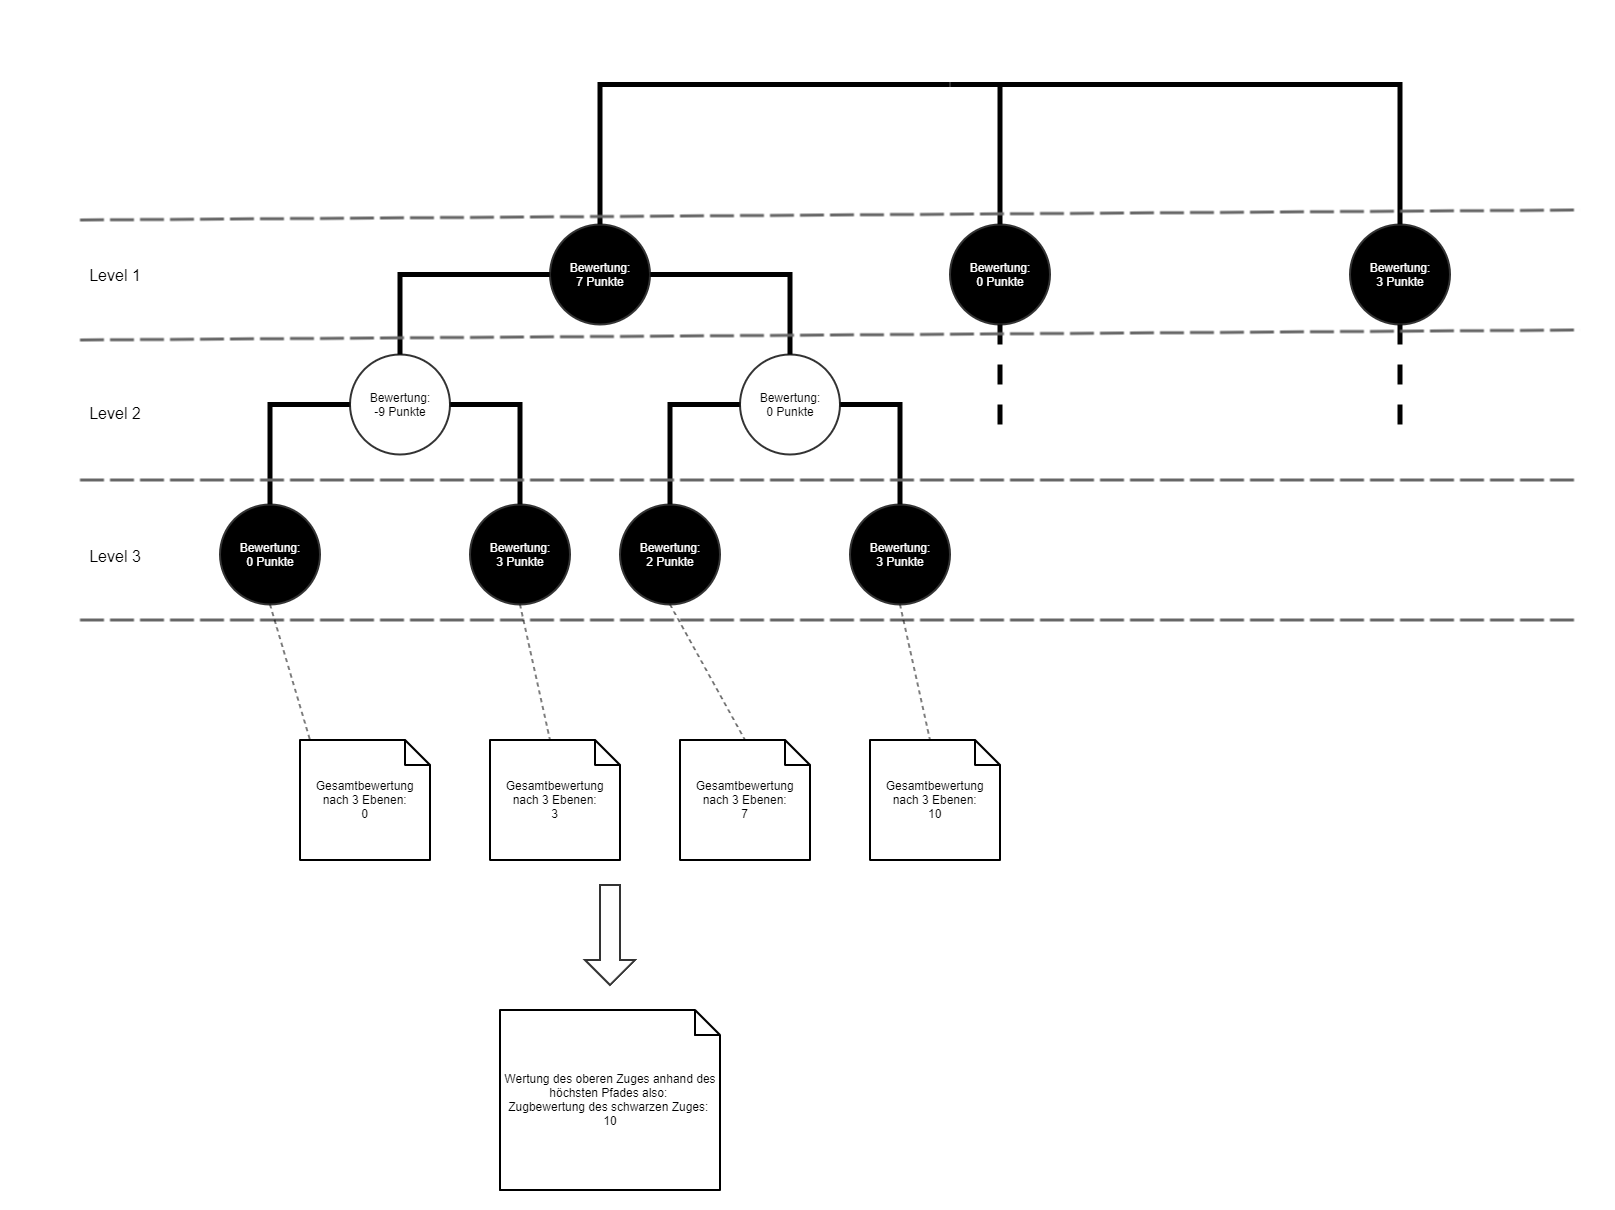 Level 1
Bewertung:
7 Punkte
Bewertung:
0 Punkte
Bewertung:
3 Punkte
Level 2
Bewertung:
-9 Punkte
Bewertung:
0 Punkte
Level 3
Bewertung:
0 Punkte
Bewertung:
3 Punkte
Bewertung:
2 Punkte
Bewertung:
3 Punkte
Gesamtbewertung
nach 3 Ebenen:
0
Gesamtbewertung
nach 3 Ebenen:
3
Gesamtbewertung
nach 3 Ebenen:
7
Gesamtbewertung
nach 3 Ebenen:
10
Wertung des oberen Zuges anhand des
höchsten Pfades also:
Zugbewertung des schwarzen Zuges:
10